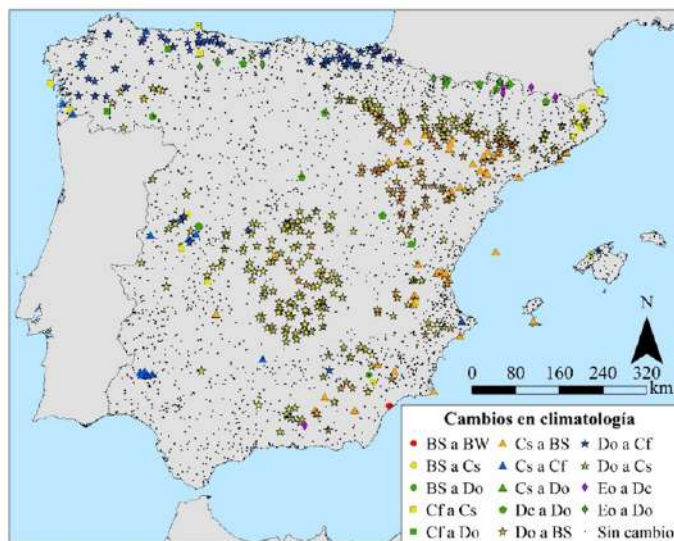 N
0 80 160 240 320
km
Cambios en climatología
BS a BW Cs a BS Do a Cf
BS a Cs Cs a Cf Do a Cs
BS a Do Cs a Do Eo a Dc
Cf a Cs Dc a Do Eo a Do
Cf a Do Do a BS Sin cambio